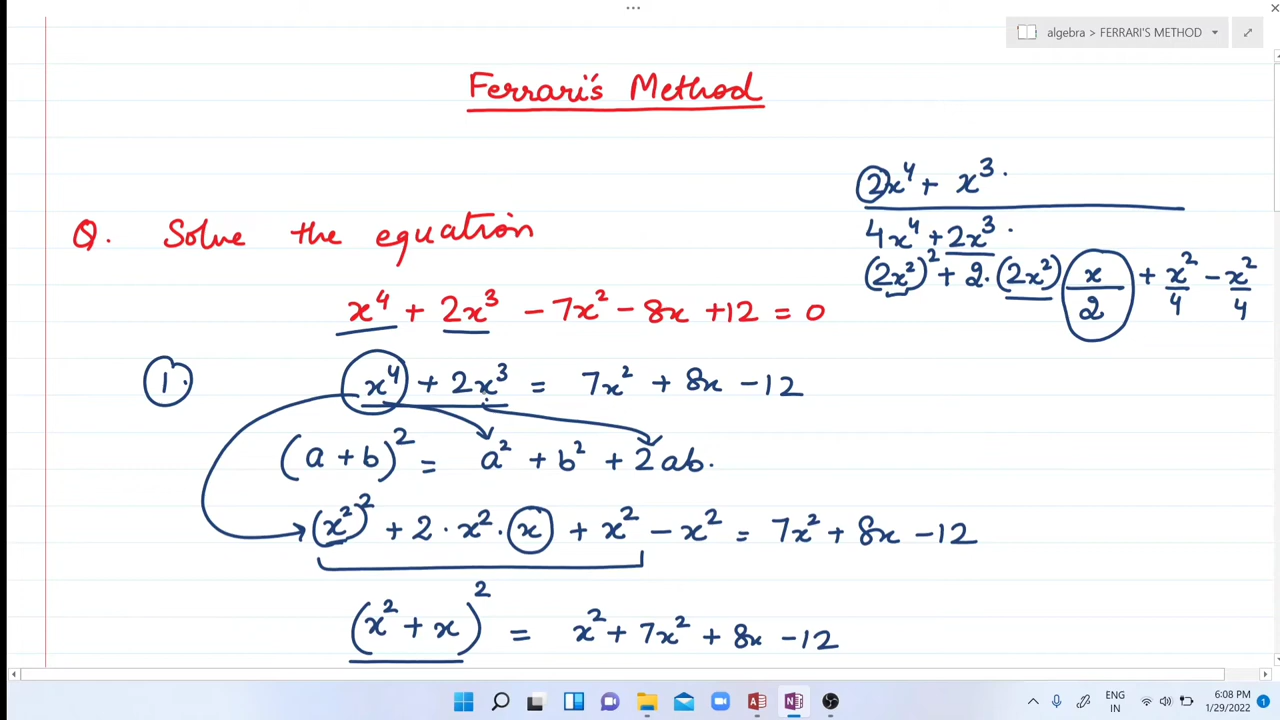 algebra > FERRARI'S METHOD
Ferrari's Method
2x⁴ + x³.
4x⁴ + 2x³.
(2x²)² + 2·(2x²) x/2 + x²/4 − x²/4
Q. Solve the equation
x⁴ + 2x³ − 7x² − 8x + 12 = 0
1. x⁴ + 2x³ = 7x² + 8x − 12
(a + b)² = a² + b² + 2ab.
(x²)² + 2·x²·x + x² − x² = 7x² + 8x − 12
(x² + x)² = x² + 7x² + 8x − 12
ENG
IN
6:08 PM
1/29/2022
1